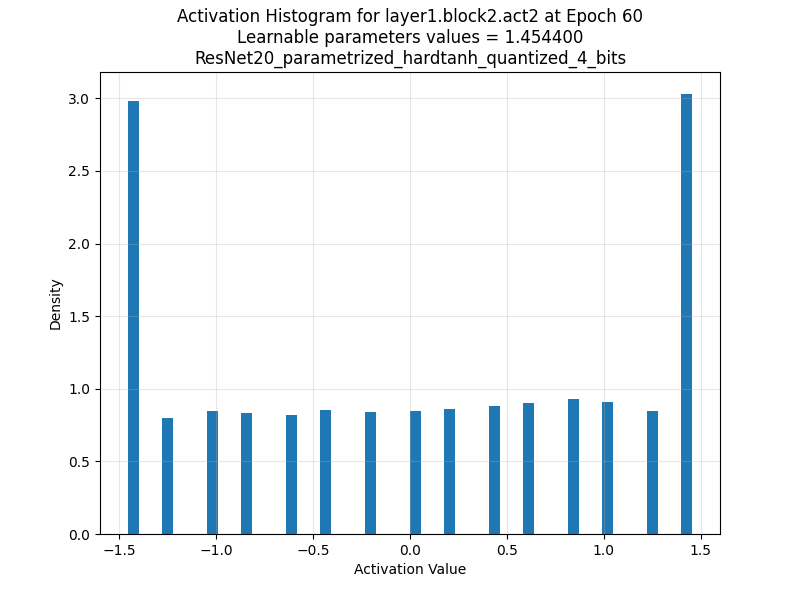 Activation Histogram for layer1.block2.act2 at Epoch 60
Learnable parameters values = 1.454400
ResNet20_parametrized_hardtanh_quantized_4_bits
3.0
2.5
2.0
1.5
1.0
0.5
0.0
Density
−1.5 −1.0 −0.5 0.0 0.5 1.0 1.5
Activation Value